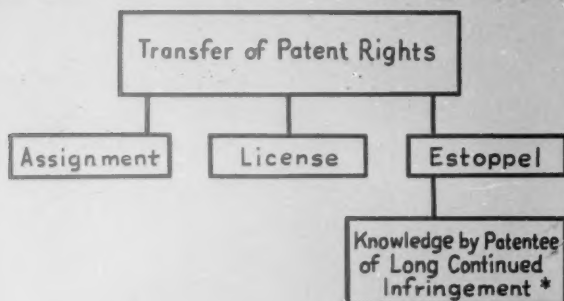 Transfer of Patent Rights
Assignment
License
Estoppel
Knowledge by Patentee
of Long Continued
Infringement *